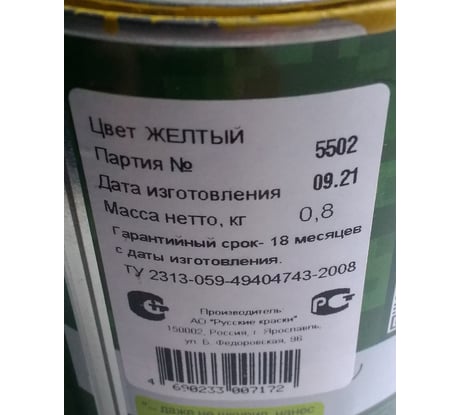 Цвет ЖЕЛТЫЙ
Партия № 5502
Дата изготовления 09.21
Масса нетто, кг 0,8
Гарантийный срок- 18 месяцев
с даты изготовления.
ТУ 2313-059-49404743-2008
Производитель:
АО "Русские краски"
150002, Россия, г. Ярославль,
ул. Б. Федоровская, 96
4 690233 007172